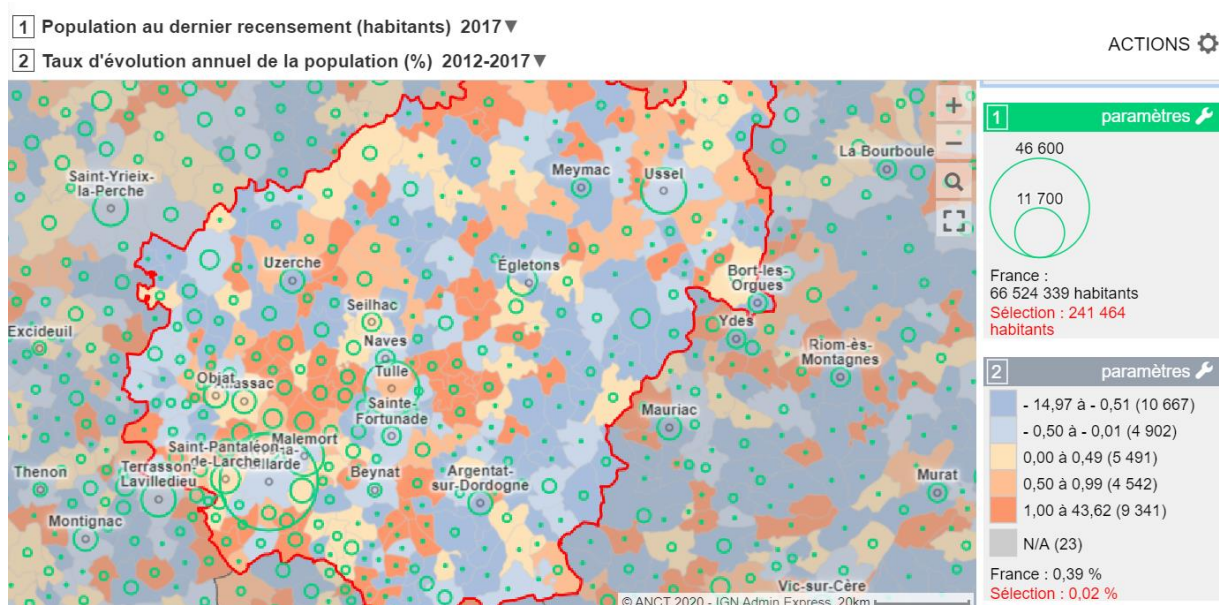 1 Population au dernier recensement (habitants) 2017▼
2 Taux d'évolution annuel de la population (%) 2012-2017▼
ACTIONS
Saint-Yrieix-
la-Perche
Meymac
Ussel
La Bourboule
Uzerche
Égletons
Bort-les-
Orgues
Seilhac
Ydes
Excideuil
Naves
Riom-ès-
Montagnes
Tulle
Objat
Sainte-
Fortunade
Mauriac
Malemort
Saint-Pantaléon-
de-Larche
Thenon
Terrasson-
Lavilledieu
Beynat
Argentat-
sur-Dordogne
Murat
Montignac
Vic-sur-Cère
© ANCT 2020 - IGN Admin Express 20km
+
−
1 paramètres
46 600
11 700
France :
66 524 339 habitants
Sélection : 241 464
habitants
2 paramètres
- 14,97 à - 0,51 (10 667)
- 0,50 à - 0,01 (4 902)
0,00 à 0,49 (5 491)
0,50 à 0,99 (4 542)
1,00 à 43,62 (9 341)
N/A (23)
France : 0,39 %
Sélection : 0,02 %